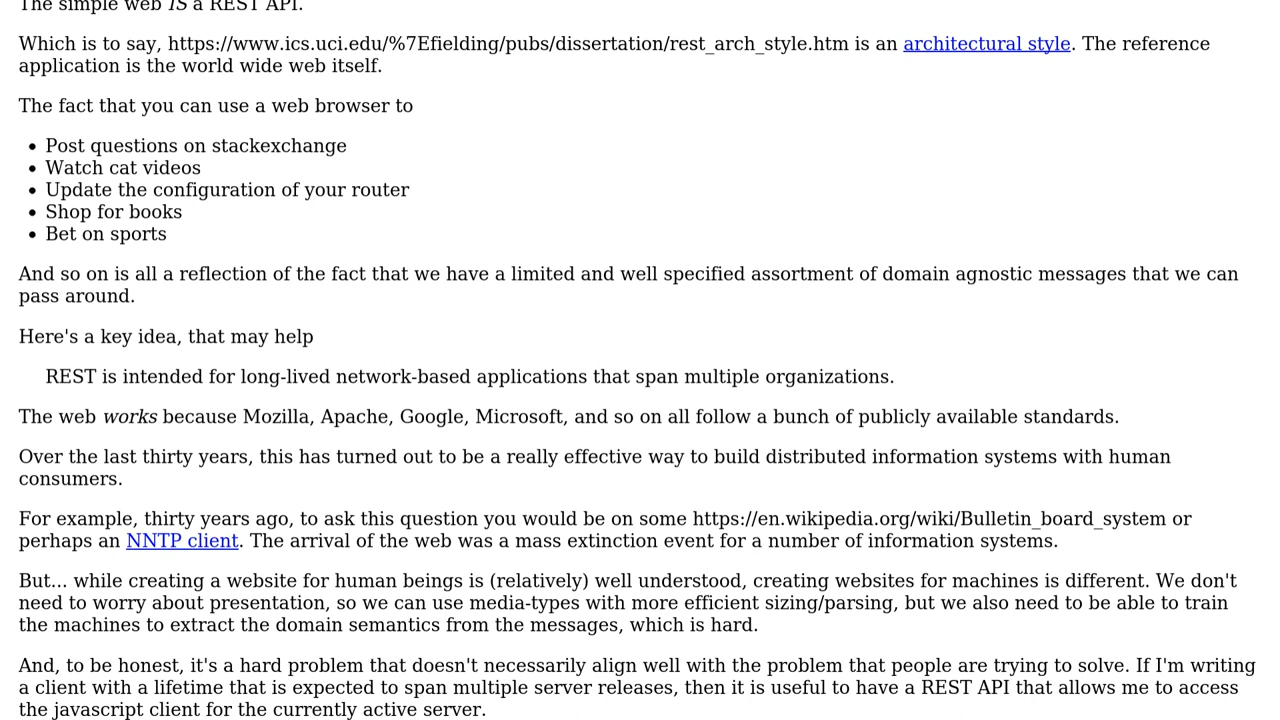 The simple web IS a REST API.
Which is to say, https://www.ics.uci.edu/%7Efielding/pubs/dissertation/rest_arch_style.htm is an architectural style. The reference
application is the world wide web itself.
The fact that you can use a web browser to
• Post questions on stackexchange
• Watch cat videos
• Update the configuration of your router
• Shop for books
• Bet on sports
And so on is all a reflection of the fact that we have a limited and well specified assortment of domain agnostic messages that we can
pass around.
Here's a key idea, that may help
REST is intended for long-lived network-based applications that span multiple organizations.
The web works because Mozilla, Apache, Google, Microsoft, and so on all follow a bunch of publicly available standards.
Over the last thirty years, this has turned out to be a really effective way to build distributed information systems with human
consumers.
For example, thirty years ago, to ask this question you would be on some https://en.wikipedia.org/wiki/Bulletin_board_system or
perhaps an NNTP client. The arrival of the web was a mass extinction event for a number of information systems.
But... while creating a website for human beings is (relatively) well understood, creating websites for machines is different. We don't
need to worry about presentation, so we can use media-types with more efficient sizing/parsing, but we also need to be able to train
the machines to extract the domain semantics from the messages, which is hard.
And, to be honest, it's a hard problem that doesn't necessarily align well with the problem that people are trying to solve. If I'm writing
a client with a lifetime that is expected to span multiple server releases, then it is useful to have a REST API that allows me to access
the javascript client for the currently active server.